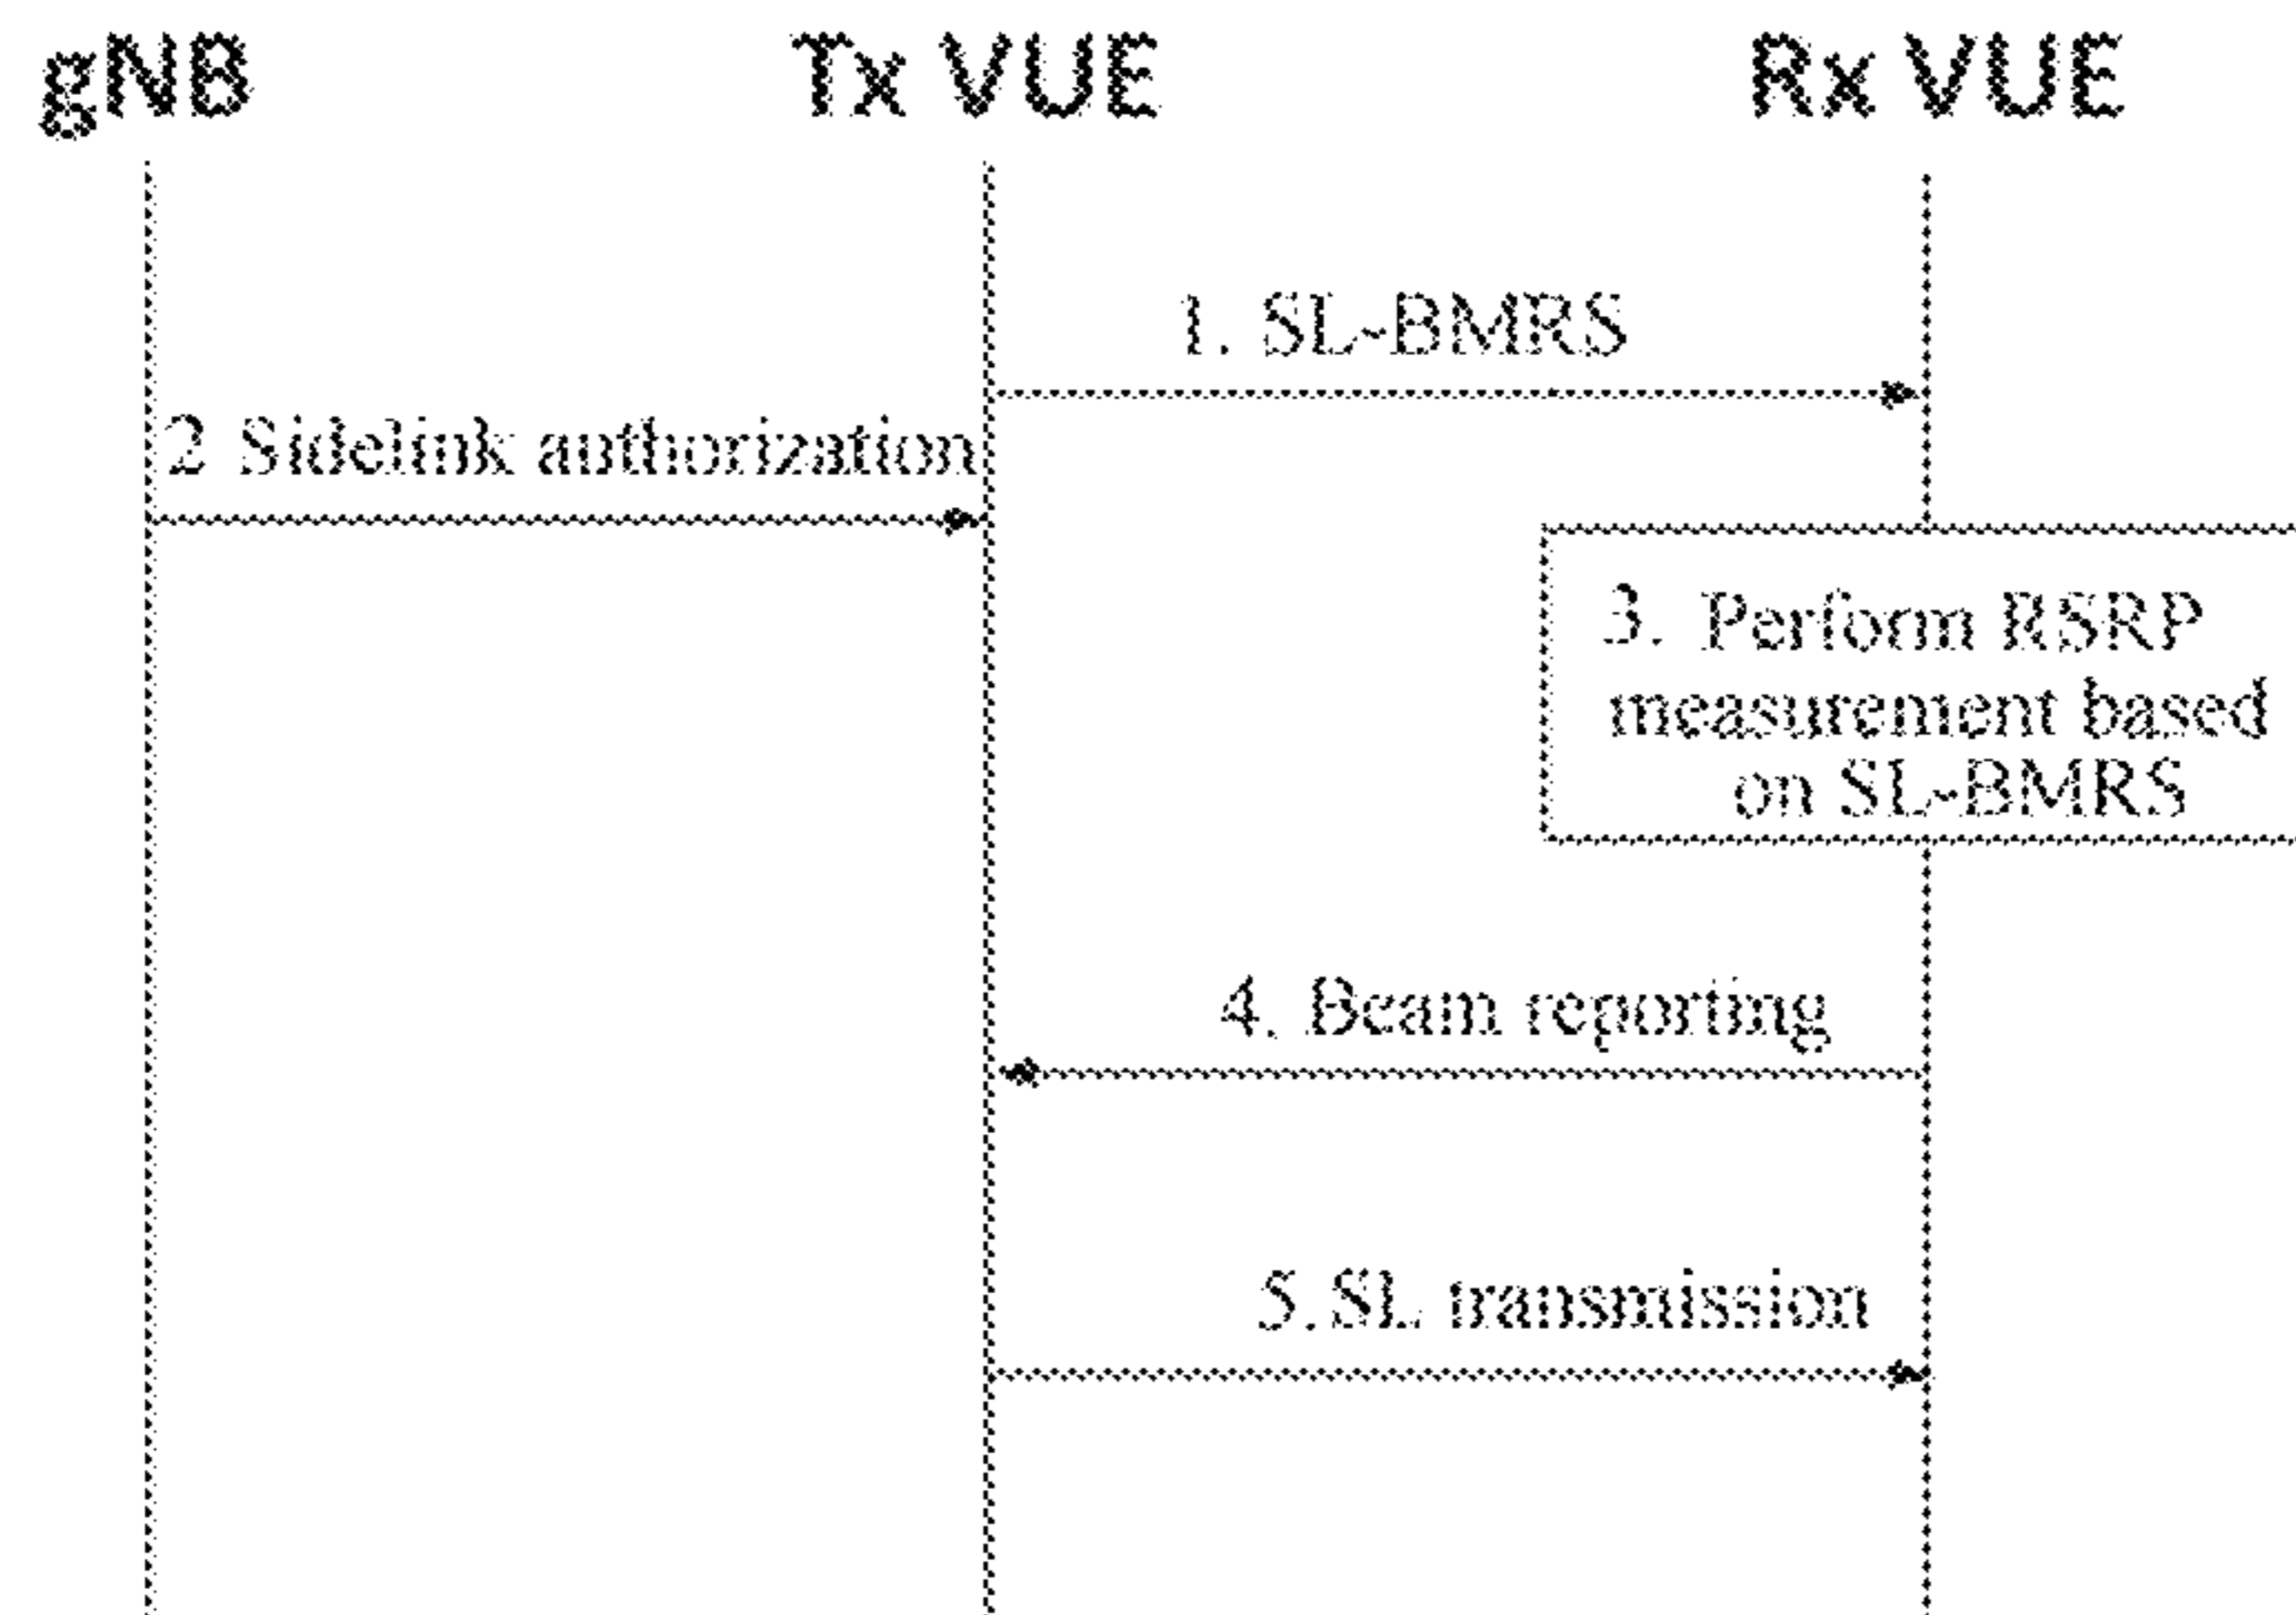 gNB Tx VUE Rx VUE
1. SL-BMRS
2 Sidelink authorization
3. Perform RSRP
measurement based
on SL-BMRS
4. Beam reporting
5. SL transmission